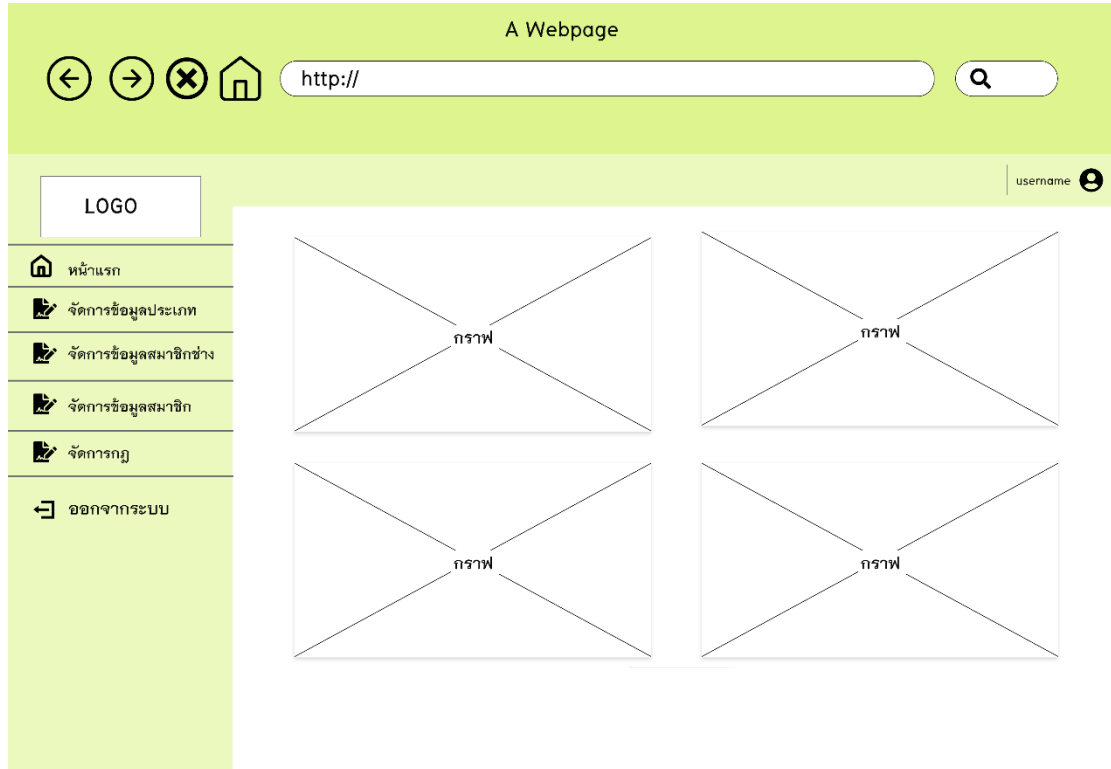 A Webpage
http://
username
LOGO
หน้าแรก
จัดการข้อมูลประเภท
จัดการข้อมูลสมาชิกช่าง
จัดการข้อมูลสมาชิก
จัดการกฎ
ออกจากระบบ
กราฟ
กราฟ
กราฟ
กราฟ